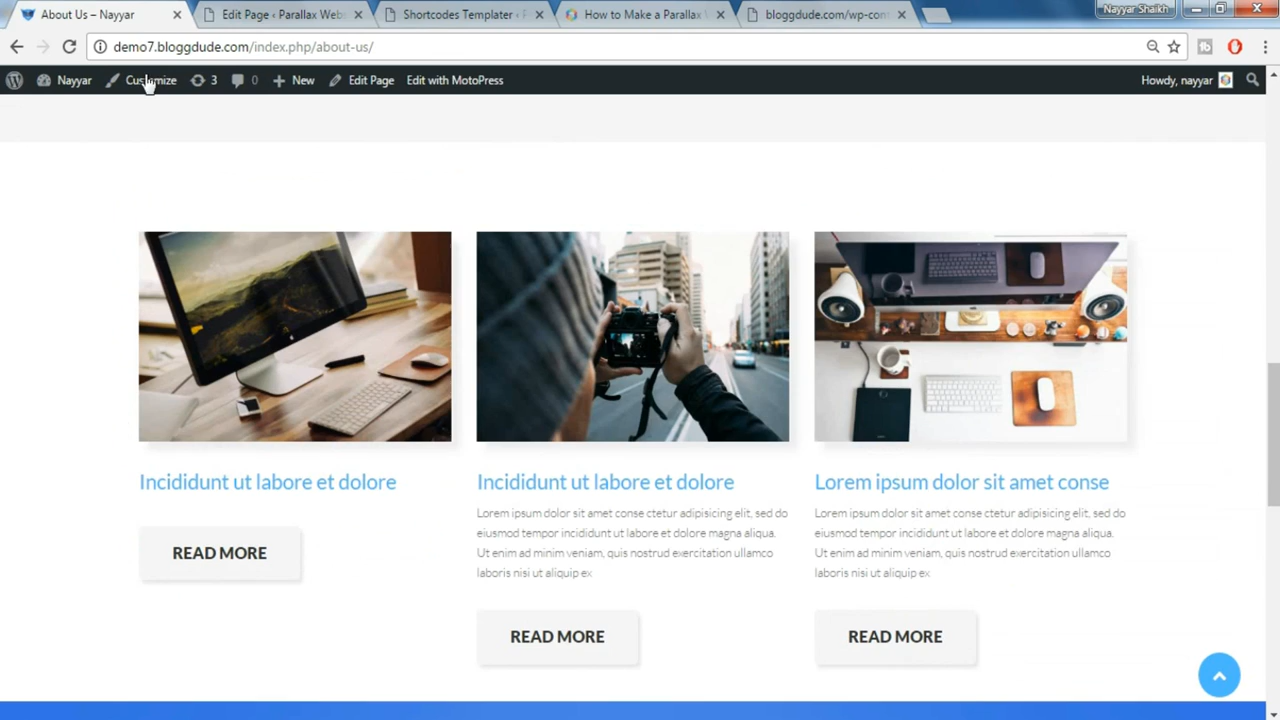 About Us – Nayyar
Edit Page ‹ Parallax Webs
Shortcodes Templater ‹ P
How to Make a Parallax W
bloggdude.com/wp-con
Nayyar Shaikh
demo7.bloggdude.com/index.php/about-us/
Nayyar
Customize
3
0
New
Edit Page
Edit with MotoPress
Howdy, nayyar
Incididunt ut labore et dolore
READ MORE
Incididunt ut labore et dolore
Lorem ipsum dolor sit amet conse ctetur adipisicing elit, sed do
eiusmod tempor incididunt ut labore et dolore magna aliqua.
Ut enim ad minim veniam, quis nostrud exercitation ullamco
laboris nisi ut aliquip ex
READ MORE
Lorem ipsum dolor sit amet conse
Lorem ipsum dolor sit amet conse ctetur adipisicing elit, sed do
eiusmod tempor incididunt ut labore et dolore magna aliqua.
Ut enim ad minim veniam, quis nostrud exercitation ullamco
laboris nisi ut aliquip ex
READ MORE